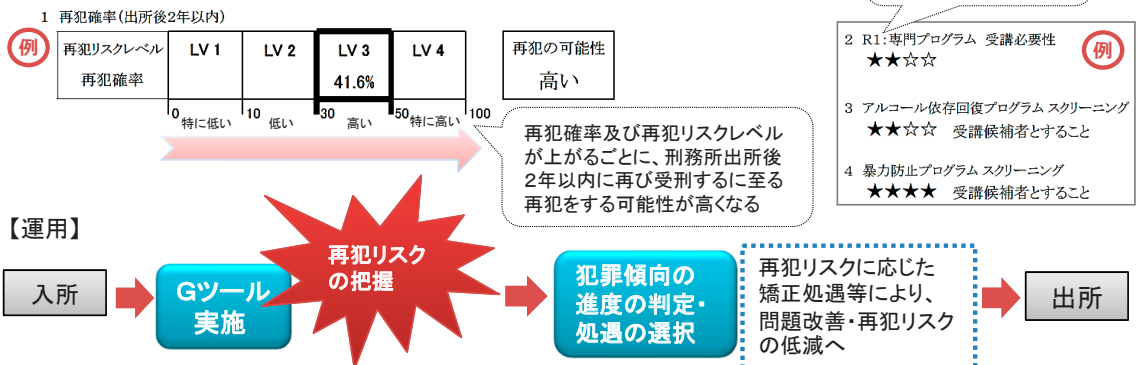 1 再犯確率(出所後2年以内)
例
再犯リスクレベル LV 1 LV 2 LV 3 LV 4
再犯確率 41.6%
再犯の可能性
高い
0 10 30 50 100
特に低い 低い 高い 特に高い
再犯確率及び再犯リスクレベル
が上がるごとに、刑務所出所後
2年以内に再び受刑するに至る
再犯をする可能性が高くなる
2 R1:専門プログラム 受講必要性
★★☆☆
例
3 アルコール依存回復プログラム スクリーニング
★★☆☆ 受講候補者とすること
4 暴力防止プログラム スクリーニング
★★★★ 受講候補者とすること
【運用】
入所
Gツール
実施
再犯リスク
の把握
犯罪傾向の
進度の判定・
処遇の選択
再犯リスクに応じた
矯正処遇等により、
問題改善・再犯リスク
の低減へ
出所